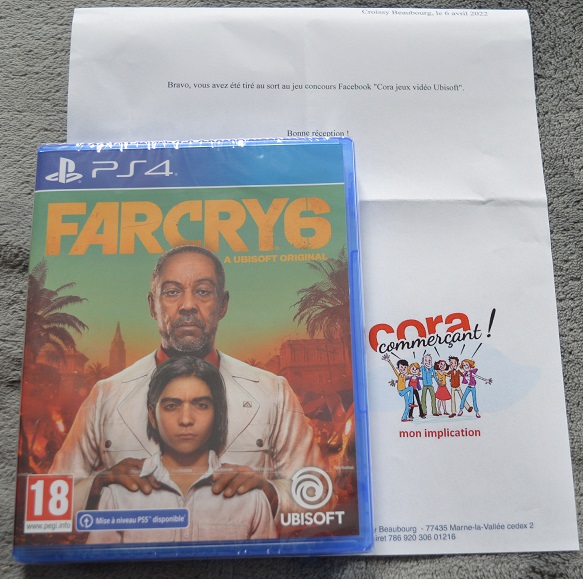 Croissy Beaubourg, le 6 avril 2022
Bravo, vous avez été tiré au sort au jeu concours Facebook "Cora jeux vidéo Ubisoft".
Bonne réception !
PS4
FARCRY6
A UBISOFT ORIGINAL
18
www.pegi.info
Mise à niveau PS5 disponible
UBISOFT
cora
commerçant !
mon implication
Beaubourg - 77435 Marne-la-Vallée cedex 2
iret 786 920 306 01216